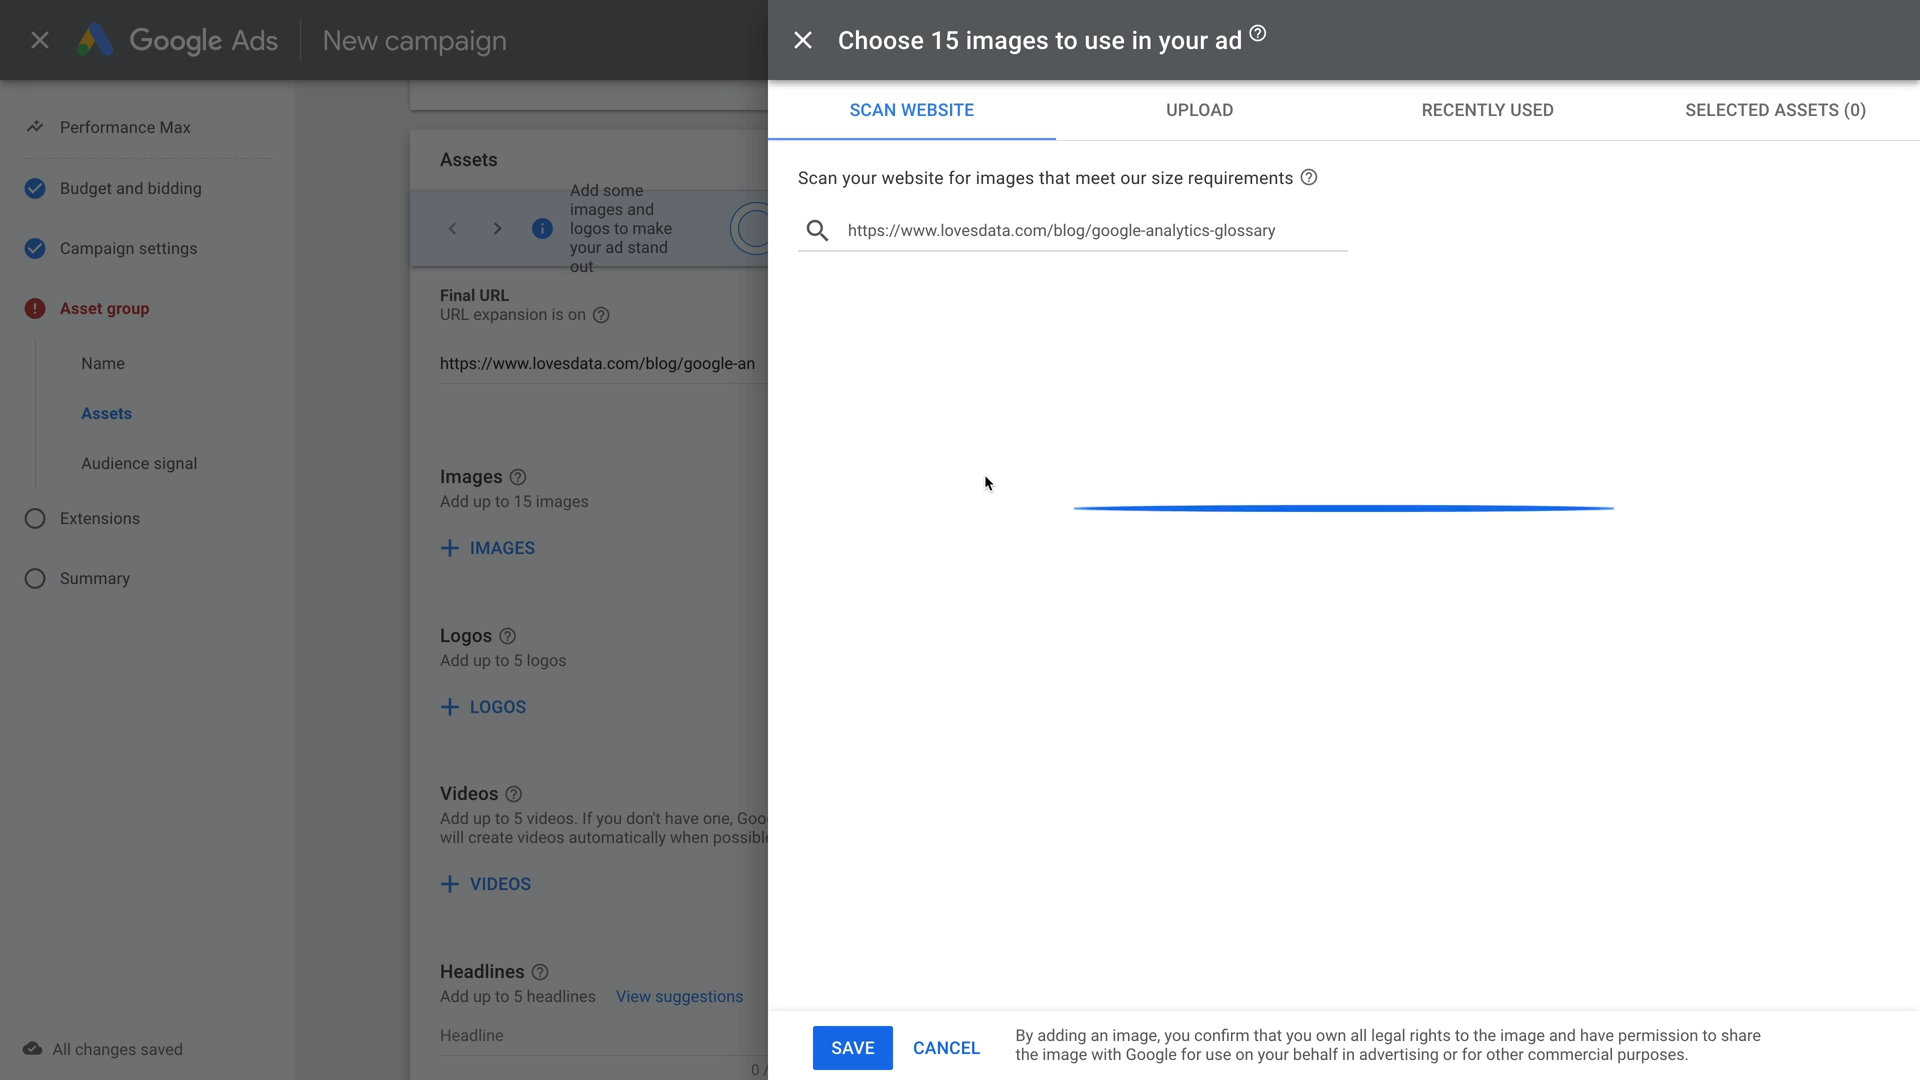 Google Ads
New campaign
Performance Max
Budget and bidding
Campaign settings
Asset group
Name
Assets
Audience signal
Extensions
Summary
All changes saved
Assets
Add some
images and
logos to make
your ad stand
out
Final URL
URL expansion is on
https://www.lovesdata.com/blog/google-an
Images
Add up to 15 images
+ IMAGES
Logos
Add up to 5 logos
+ LOGOS
Videos
Add up to 5 videos. If you don't have one, Goo
will create videos automatically when possible
+ VIDEOS
Headlines
Add up to 5 headlines View suggestions
Headline
0 /
Choose 15 images to use in your ad
SCAN WEBSITE
UPLOAD
RECENTLY USED
SELECTED ASSETS (0)
Scan your website for images that meet our size requirements
https://www.lovesdata.com/blog/google-analytics-glossary
SAVE
CANCEL
By adding an image, you confirm that you own all legal rights to the image and have permission to share
the image with Google for use on your behalf in advertising or for other commercial purposes.